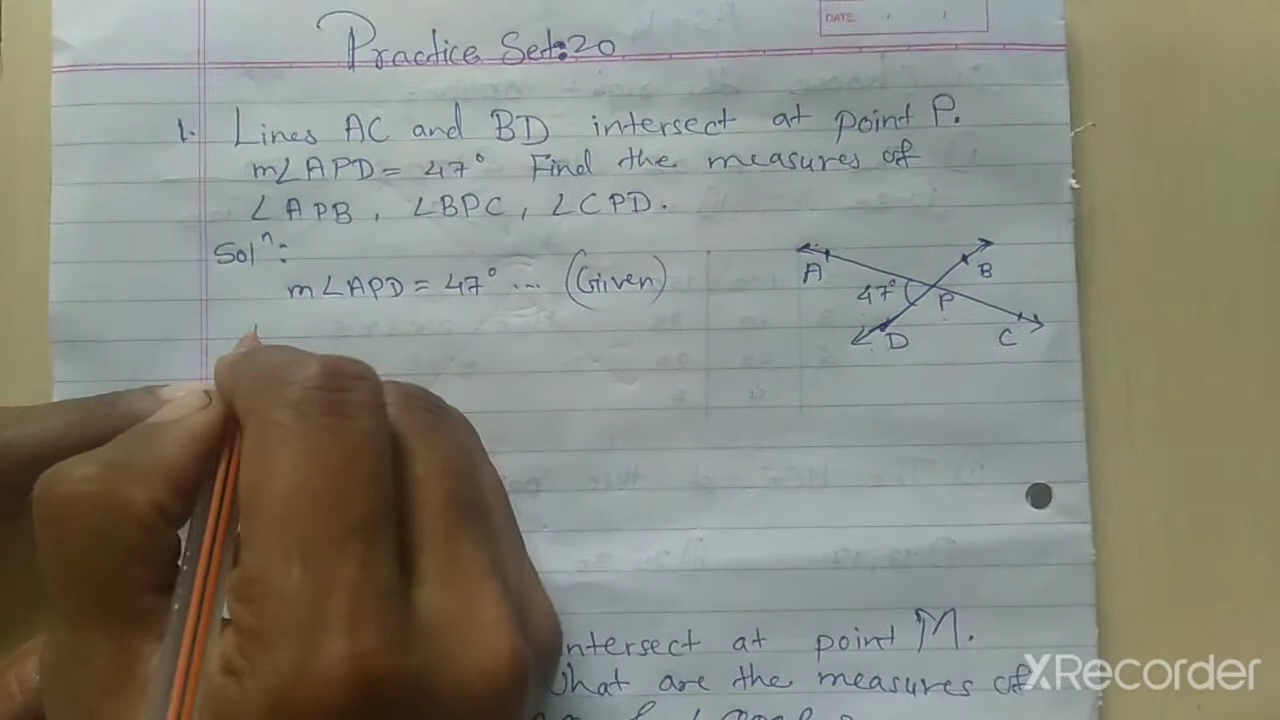 DATE
Practice Set:20
1. Lines AC and BD intersect at point P.
m∠APD = 47° Find the measures of
∠APB, ∠BPC, ∠CPD.
Solⁿ:
m∠APD = 47° ... (Given)
A
B
47°
P
D
C
intersect at point M.
What are the measures of
XRecorder